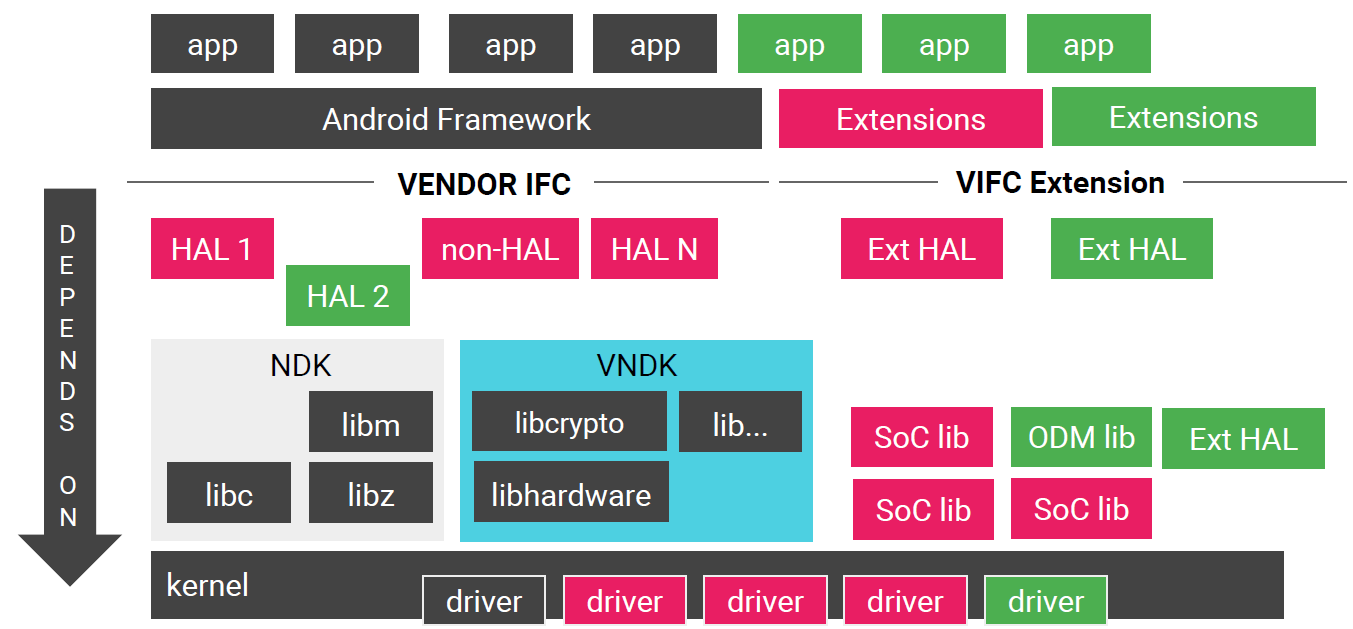 app
app
app
app
app
app
app
Android Framework
Extensions
Extensions
VENDOR IFC
VIFC Extension
DEPENDS ON
HAL 1
HAL 2
non-HAL
HAL N
Ext HAL
Ext HAL
NDK
libm
libc
libz
VNDK
libcrypto
lib...
libhardware
SoC lib
ODM lib
Ext HAL
SoC lib
SoC lib
kernel
driver
driver
driver
driver
driver